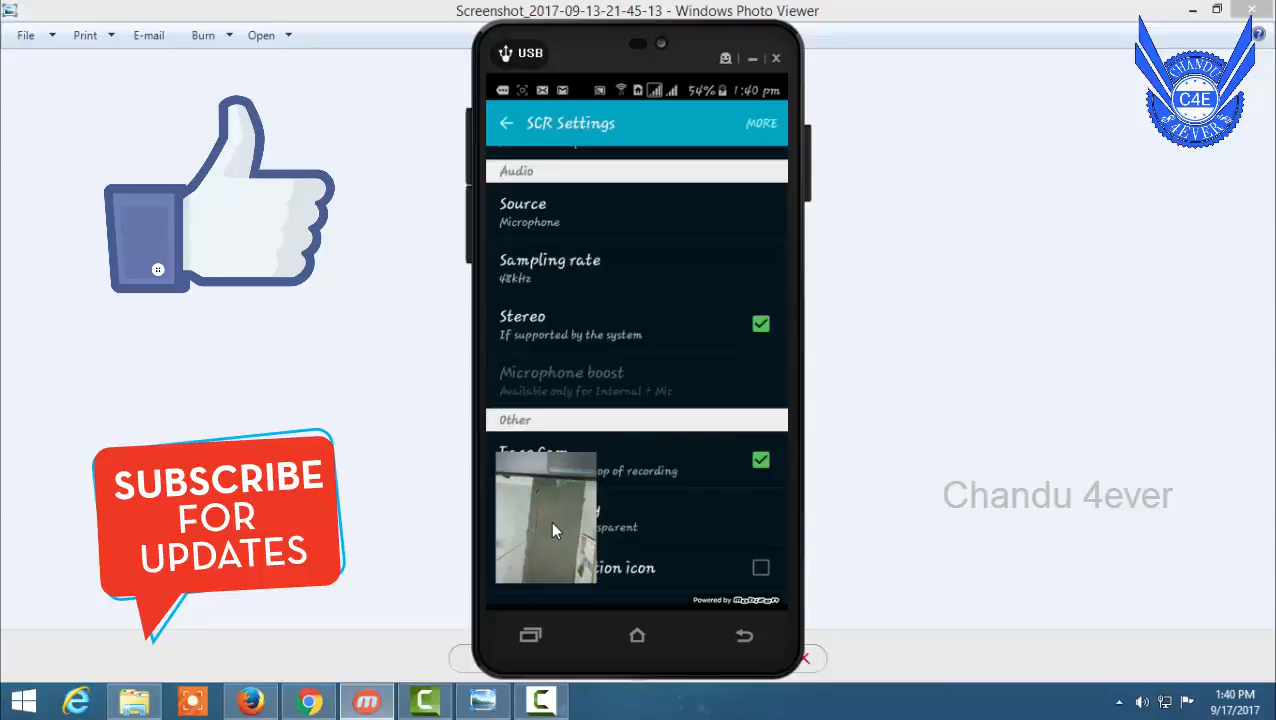 Screenshot_2017-09-13-21-45-13 - Windows Photo Viewer
File Print E-mail Burn Open
USB
54% 1:40 pm
SCR Settings MORE
Audio
Source
Microphone
Sampling rate
48kHz
Stereo
If supported by the system
Microphone boost
Available only for Internal + Mic
Other
op of recording
sparent
tion icon
Powered by Mobizen
SUBSCRIBE
FOR
UPDATES
CHANDU
C4E
4EVER
Chandu 4ever
1:40 PM
9/17/2017